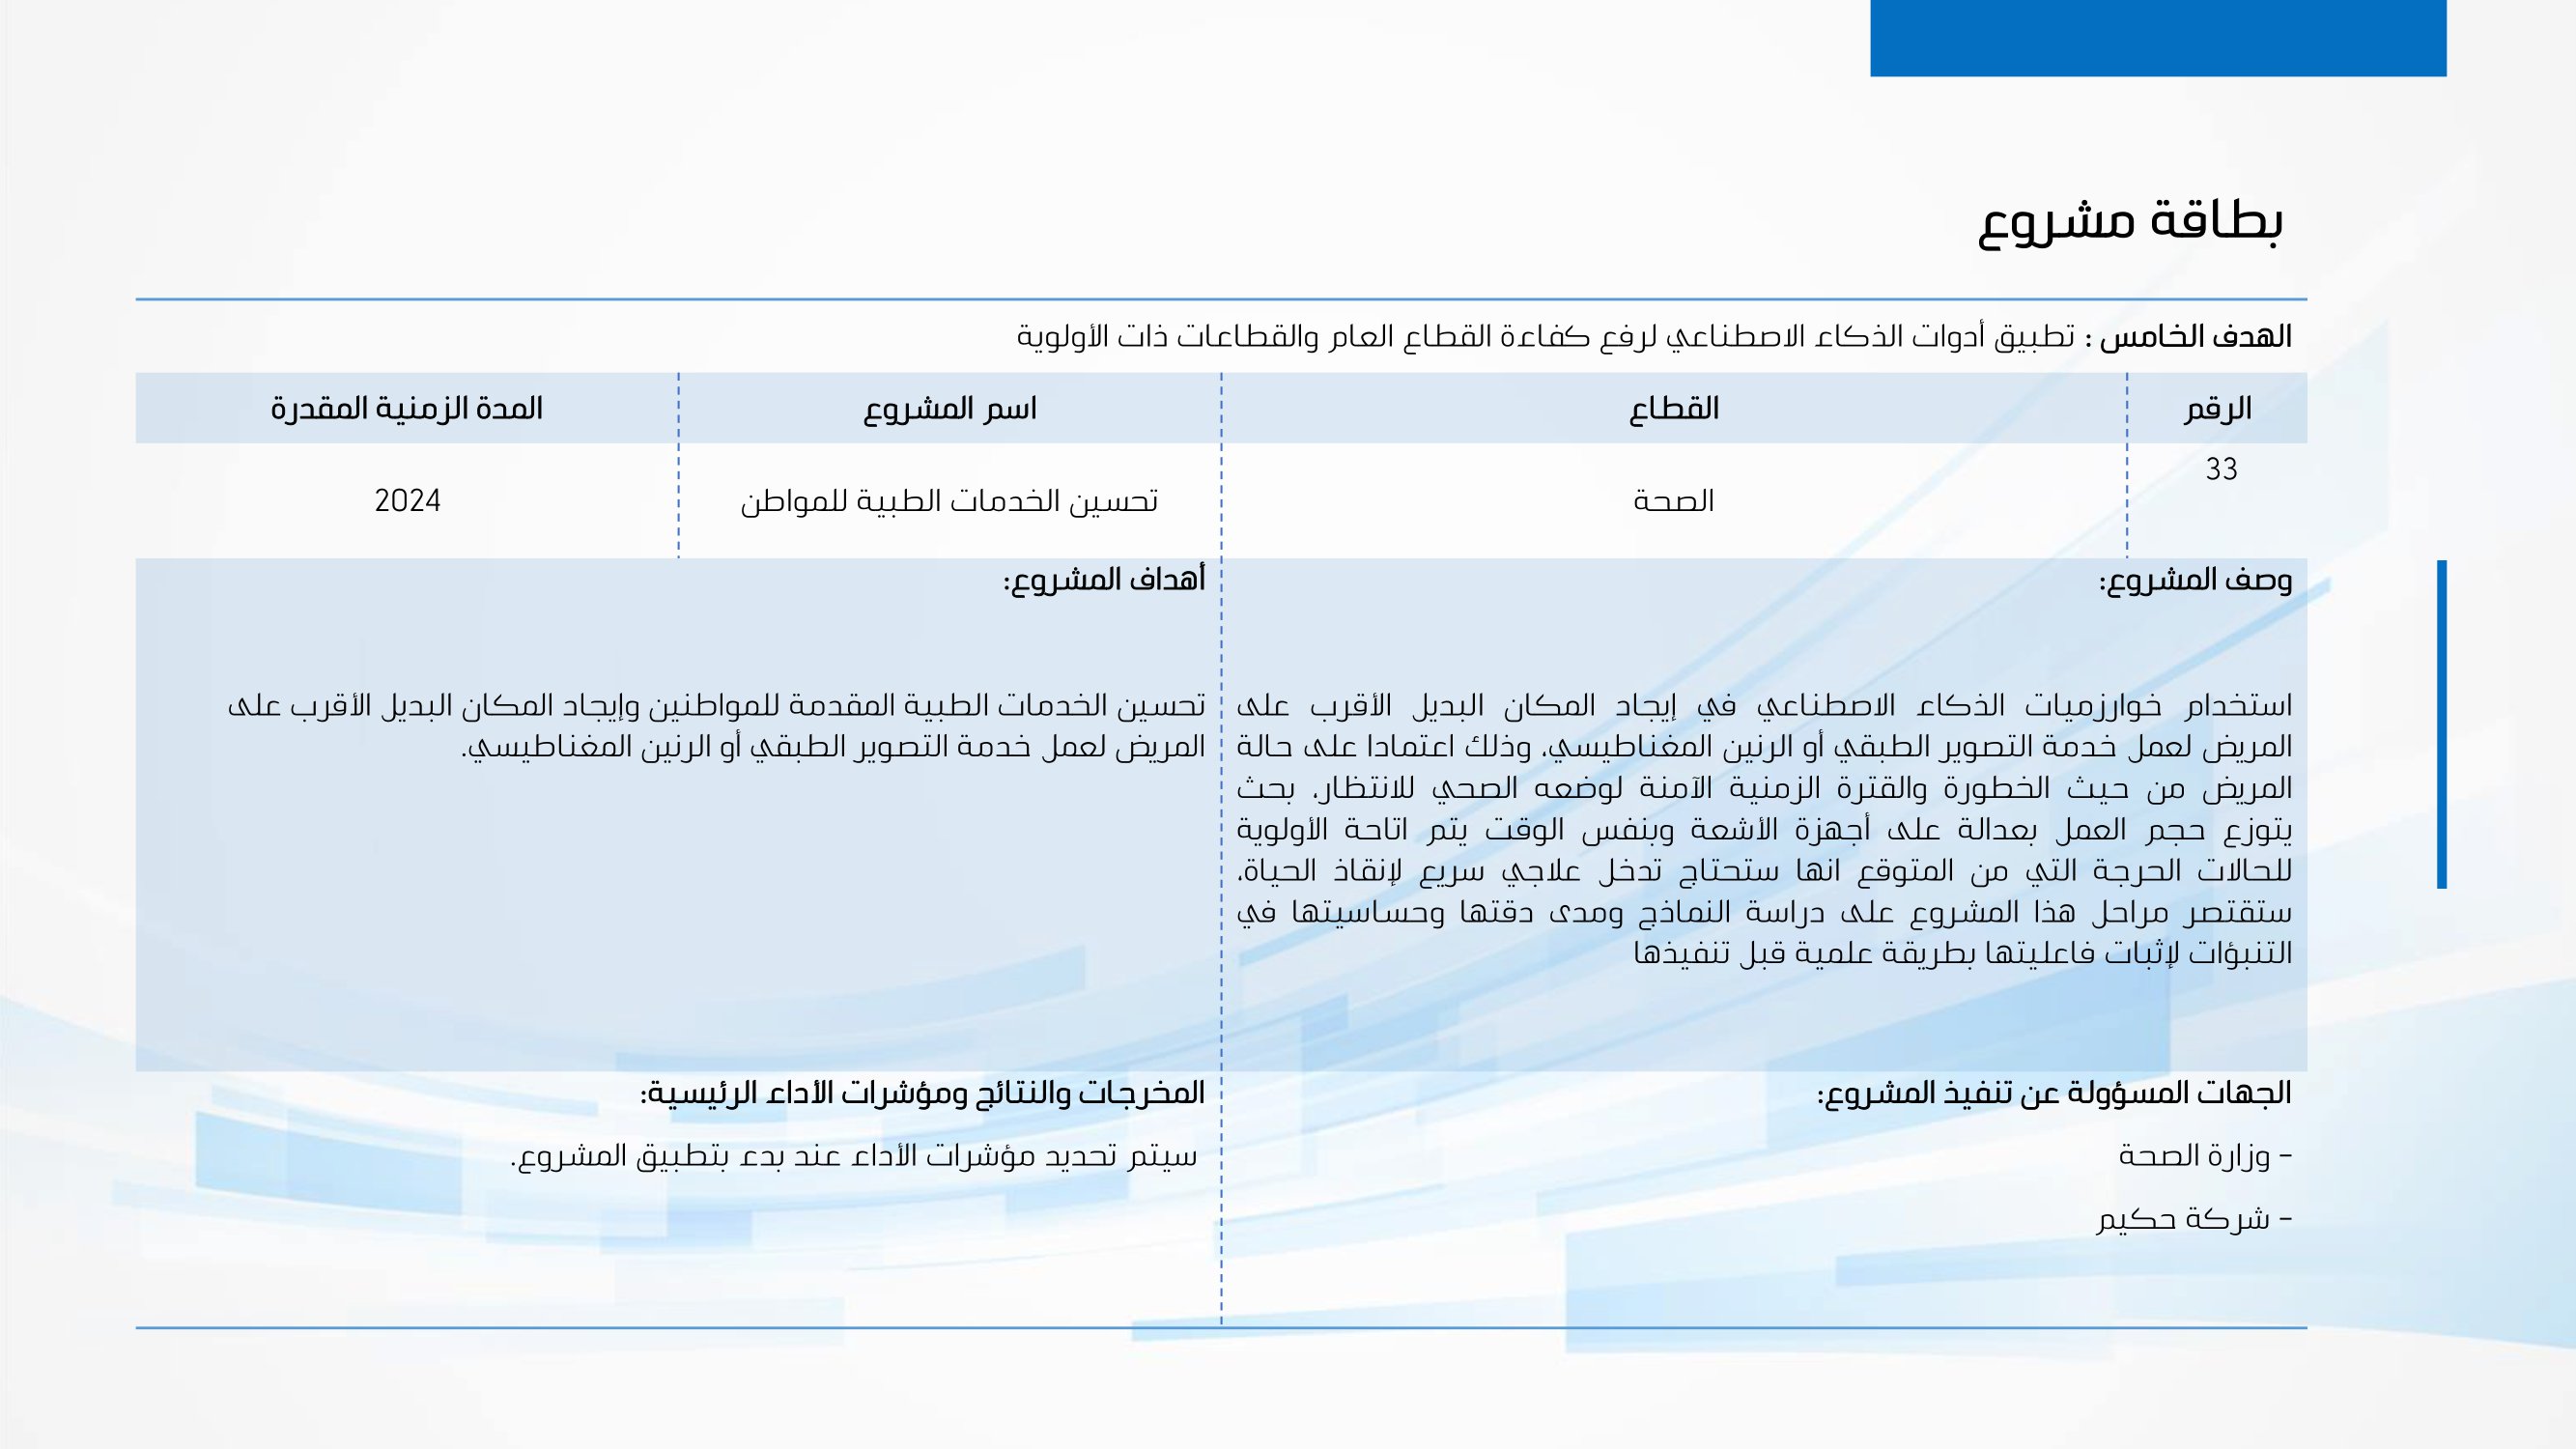 بطاقة مشروع
الهدف الخامس : تطبيق أدوات الذكاء الاصطناعي لرفع كفاءة القطاع العام والقطاعات ذات الأولوية
الرقم
القطاع
اسم المشروع
المدة الزمنية المقدرة
33
الصحة
تحسين الخدمات الطبية للمواطن
2024
وصف المشروع:
استخدام خوارزميات الذكاء الاصطناعي في إيجاد المكان البديل الأقرب على
المريض لعمل خدمة التصوير الطبقي أو الرنين المغناطيسي، وذلك اعتمادا على حالة
المريض من حيث الخطورة والقترة الزمنية الآمنة لوضعه الصحي للانتظار، بحث
يتوزع حجم العمل بعدالة على أجهزة الأشعة وبنفس الوقت يتم اتاحة الأولوية
للحالات الحرجة التي من المتوقع انها ستحتاج تدخل علاجي سريع لإنقاذ الحياة،
ستقتصر مراحل هذا المشروع على دراسة النماذج ومدى دقتها وحساسيتها في
التنبؤات لإثبات فاعليتها بطريقة علمية قبل تنفيذها
أهداف المشروع:
تحسين الخدمات الطبية المقدمة للمواطنين وإيجاد المكان البديل الأقرب على
المريض لعمل خدمة التصوير الطبقي أو الرنين المغناطيسي.
الجهات المسؤولة عن تنفيذ المشروع:
- وزارة الصحة
- شركة حكيم
المخرجات والنتائج ومؤشرات الأداء الرئيسية:
سيتم تحديد مؤشرات الأداء عند بدء بتطبيق المشروع.